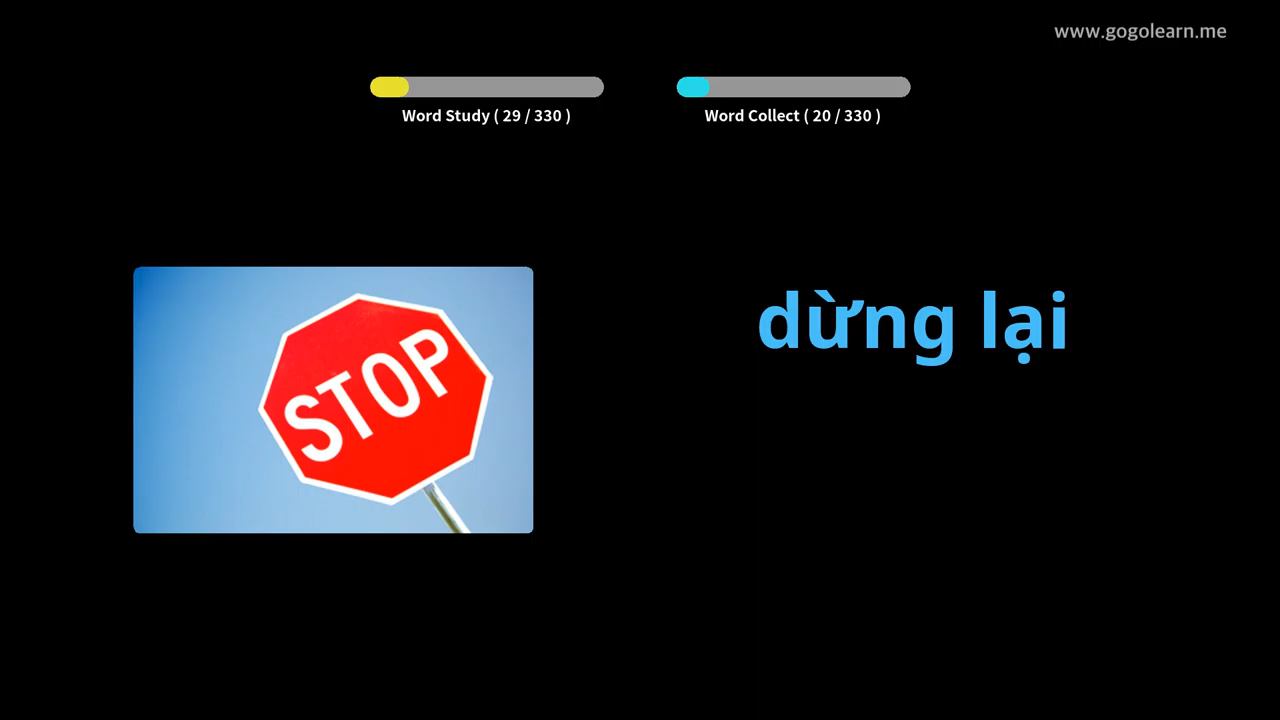 www.gogolearn.me
Word Study ( 29 / 330 )
Word Collect ( 20 / 330 )
STOP
dừng lại